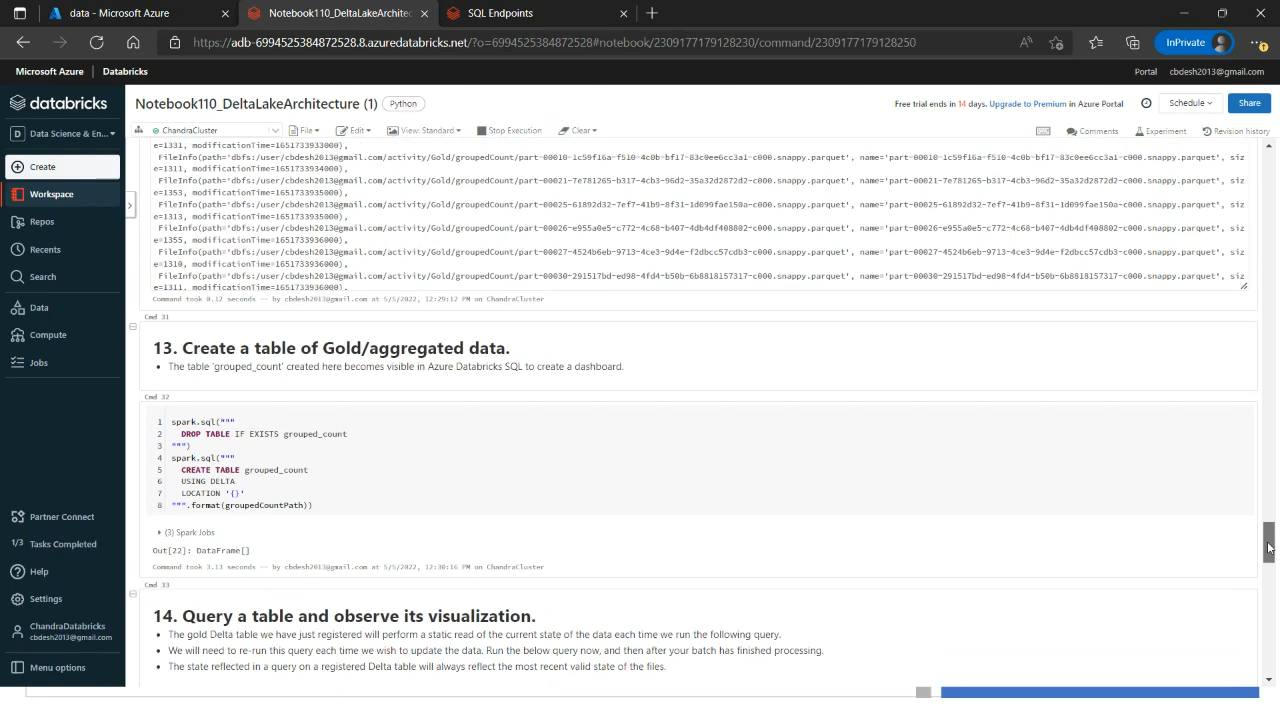 data - Microsoft Azure
Notebook110_DeltaLakeArchitec
SQL Endpoints
https://adb-6994525384872528.8.azuredatabricks.net/?o=6994525384872528#notebook/2309177179128230/command/2309177179128250
InPrivate
Microsoft Azure | Databricks
Portal cbdesh2013@gmail.com
databricks
Notebook110_DeltaLakeArchitecture (1) Python
Free trial ends in 14 days. Upgrade to Premium in Azure Portal
Schedule
Share
D Data Science & En...
ChandraCluster
File
Edit
View: Standard
Stop Execution
Clear
Comments
Experiment
Revision history
Create
Workspace
Repos
Recents
Search
Data
Compute
Jobs
Partner Connect
1/3 Tasks Completed
Help
Settings
ChandraDatabricks
cbdesh2013@gmail.com
Menu options
e=1331, modificationTime=1651733933000),
FileInfo(path='dbfs:/user/cbdesh2013@gmail.com/activity/Gold/groupedCount/part-00010-1c59f16a-f510-4c0b-bf17-83c0ee6cc3a1-c000.snappy.parquet', name='part-00010-1c59f16a-f510-4c0b-bf17-83c0ee6cc3a1-c000.snappy.parquet', siz
e=1311, modificationTime=1651733934000),
FileInfo(path='dbfs:/user/cbdesh2013@gmail.com/activity/Gold/groupedCount/part-00021-7e781265-b317-4cb3-96d2-35a32d2872d2-c000.snappy.parquet', name='part-00021-7e781265-b317-4cb3-96d2-35a32d2872d2-c000.snappy.parquet', siz
e=1353, modificationTime=1651733935000),
FileInfo(path='dbfs:/user/cbdesh2013@gmail.com/activity/Gold/groupedCount/part-00025-61892d32-7ef7-41b9-8f31-1d099fae150a-c000.snappy.parquet', name='part-00025-61892d32-7ef7-41b9-8f31-1d099fae150a-c000.snappy.parquet', siz
e=1313, modificationTime=1651733935000),
FileInfo(path='dbfs:/user/cbdesh2013@gmail.com/activity/Gold/groupedCount/part-00026-e955a0e5-c772-4c68-b407-4db4df408802-c000.snappy.parquet', name='part-00026-e955a0e5-c772-4c68-b407-4db4df408802-c000.snappy.parquet', siz
e=1355, modificationTime=1651733936000),
FileInfo(path='dbfs:/user/cbdesh2013@gmail.com/activity/Gold/groupedCount/part-00027-4524b6eb-9713-4ce3-9d4e-f2dbcc57cdb3-c000.snappy.parquet', name='part-00027-4524b6eb-9713-4ce3-9d4e-f2dbcc57cdb3-c000.snappy.parquet', siz
e=1310, modificationTime=1651733936000),
FileInfo(path='dbfs:/user/cbdesh2013@gmail.com/activity/Gold/groupedCount/part-00030-291517bd-ed98-4fd4-b50b-6b8818157317-c000.snappy.parquet', name='part-00030-291517bd-ed98-4fd4-b50b-6b8818157317-c000.snappy.parquet', siz
e=1311, modificationTime=1651733936000),
Command took 0.12 seconds -- by cbdesh2013@gmail.com at 5/5/2022, 12:29:12 PM on ChandraCluster
Cmd 31
13. Create a table of Gold/aggregated data.
• The table 'grouped_count' created here becomes visible in Azure Databricks SQL to create a dashboard.
Cmd 32
1 spark.sql("""
2 DROP TABLE IF EXISTS grouped_count
3 """)
4 spark.sql("""
5 CREATE TABLE grouped_count
6 USING DELTA
7 LOCATION '{}'
8 """.format(groupedCountPath))
(3) Spark Jobs
Out[22]: DataFrame[]
Command took 3.13 seconds -- by cbdesh2013@gmail.com at 5/5/2022, 12:30:16 PM on ChandraCluster
Cmd 33
14. Query a table and observe its visualization.
• The gold Delta table we have just registered will perform a static read of the current state of the data each time we run the following query.
• We will need to re-run this query each time we wish to update the data. Run the below query now, and then after your batch has finished processing.
• The state reflected in a query on a registered Delta table will always reflect the most recent valid state of the files.